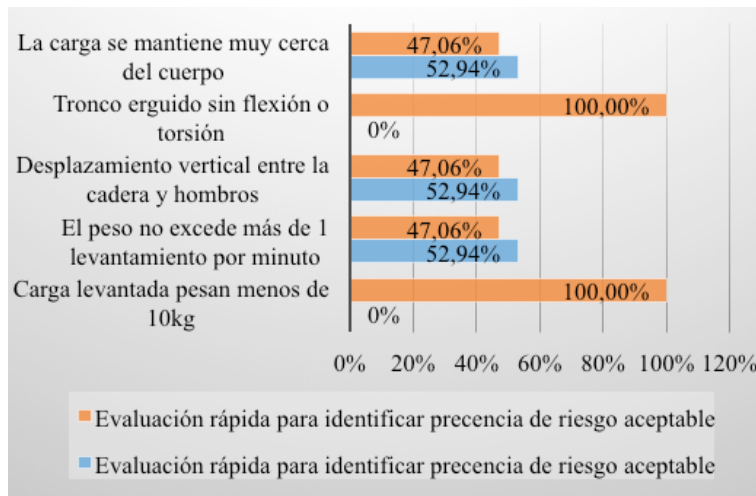 La carga se mantiene muy cerca
del cuerpo
47,06%
52,94%
Tronco erguido sin flexión o
torsión
100,00%
0%
Desplazamiento vertical entre la
cadera y hombros
47,06%
52,94%
El peso no excede más de 1
levantamiento por minuto
47,06%
52,94%
Carga levantada pesan menos de
10kg
100,00%
0%
0% 20% 40% 60% 80% 100% 120%
Evaluación rápida para identificar precencia de riesgo aceptable
Evaluación rápida para identificar precencia de riesgo aceptable